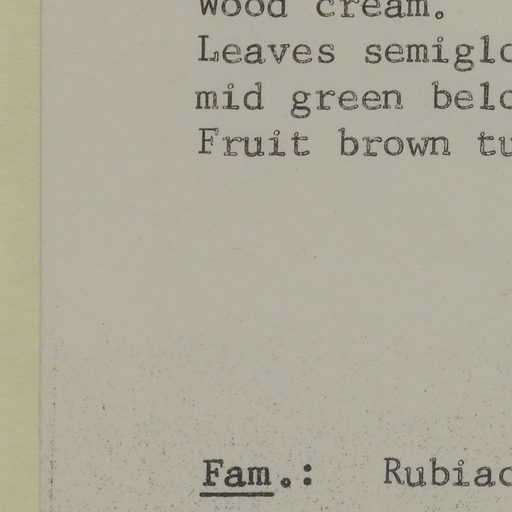 Wood cream.
Leaves semiglo
mid green belo
Fruit brown tu
Fam.: Rubiac